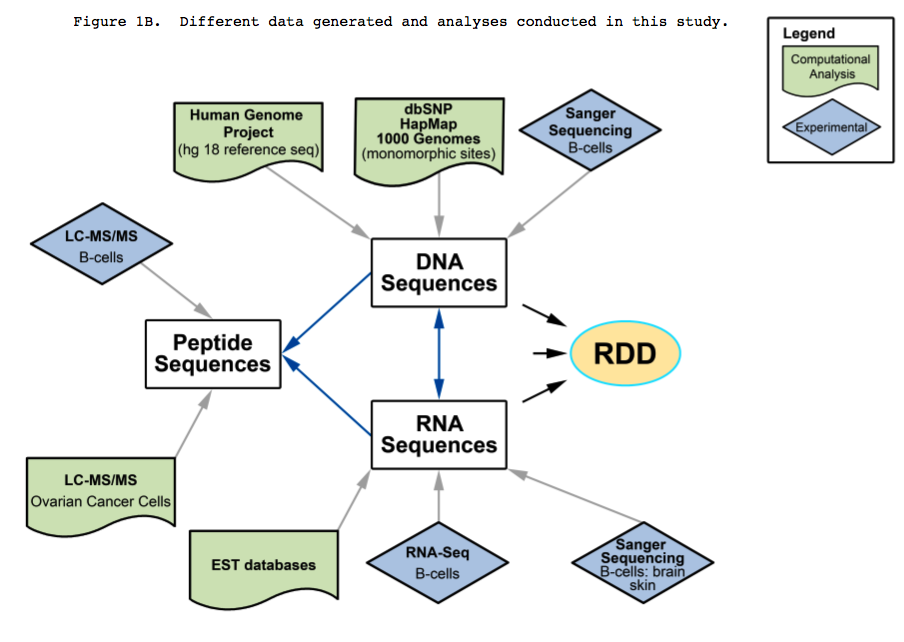 Figure 1B.  Different data generated and analyses conducted in this study.
Legend
Computational
Analysis
Experimental
Human Genome
Project
(hg 18 reference seq)
dbSNP
HapMap
1000 Genomes
(monomorphic sites)
Sanger
Sequencing
B-cells
LC-MS/MS
B-cells
DNA
Sequences
Peptide
Sequences
RDD
RNA
Sequences
LC-MS/MS
Ovarian Cancer Cells
EST databases
RNA-Seq
B-cells
Sanger
Sequencing
B-cells: brain
skin